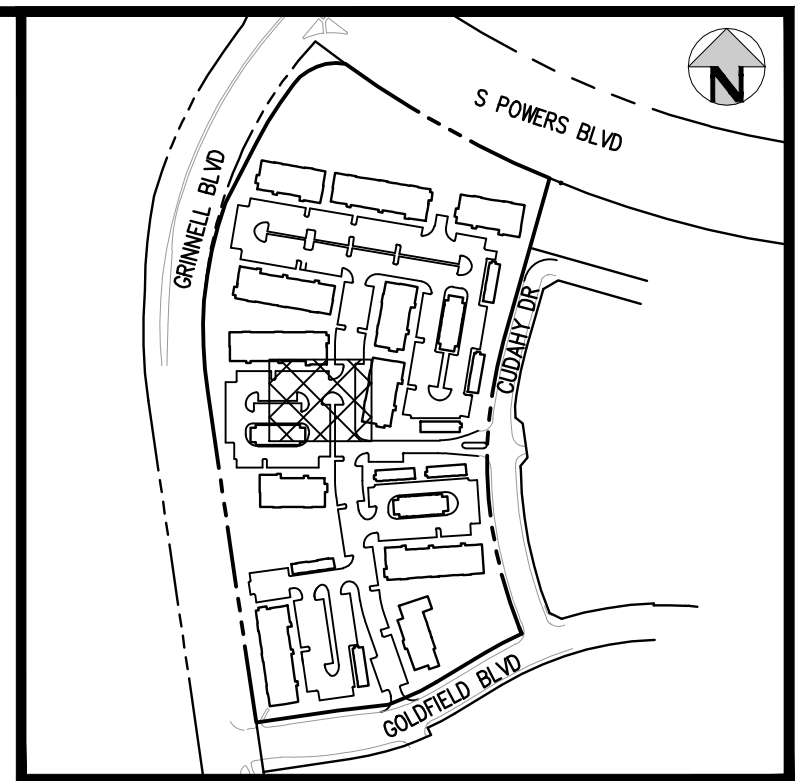 S POWERS BLVD
N
GRINNELL BLVD
CUDAHY DR
GOLDFIELD BLVD